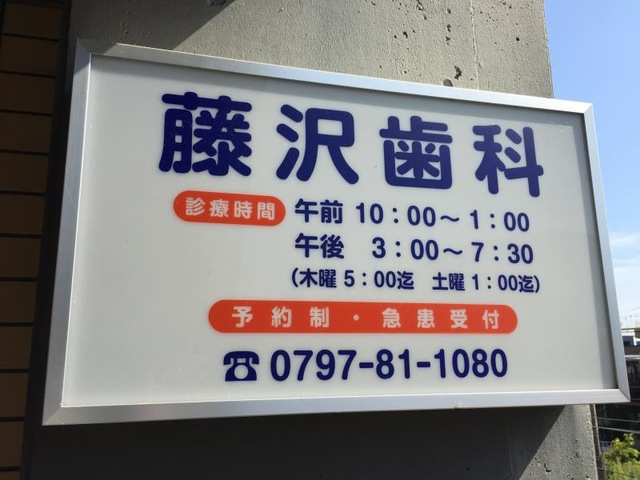 藤沢歯科
診療時間 午前 10：00～1：00
午後 3：00～7：30
（木曜 5：00迄 土曜 1：00迄）
予約制・急患受付
☎0797-81-1080